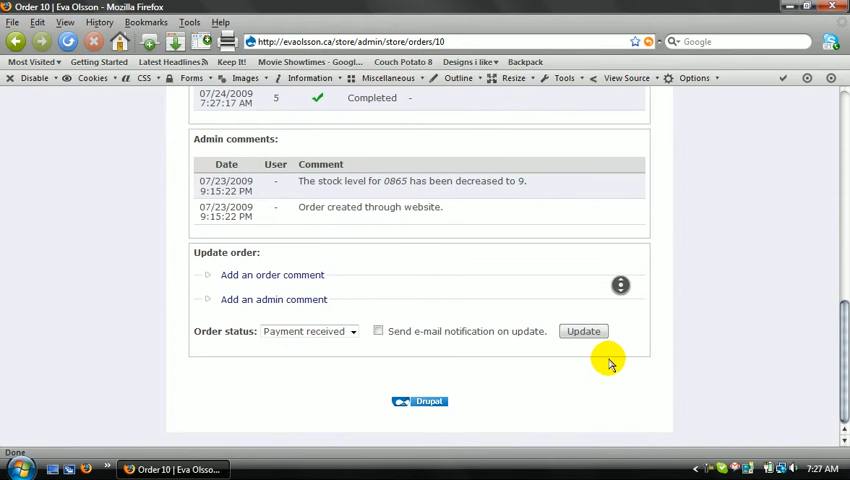 Order 10 | Eva Olsson - Mozilla Firefox
File Edit View History Bookmarks Tools Help
http://evaolsson.ca/store/admin/store/orders/10 Google
Most Visited Getting Started Latest Headlines Keep It! Movie Showtimes - Goog... Couch Potato 8 Designs i like Backpack
Disable Cookies CSS Forms Images Information Miscellaneous Outline Resize Tools View Source Options
07/24/2009
7:27:17 AM 5 Completed -
Admin comments:
Date User Comment
07/23/2009
9:15:22 PM - The stock level for 0865 has been decreased to 9.
07/23/2009
9:15:22 PM - Order created through website.
Update order:
Add an order comment
Add an admin comment
Order status: Payment received Send e-mail notification on update. Update
Drupal
Done
Order 10 | Eva Olsso... 7:27 AM